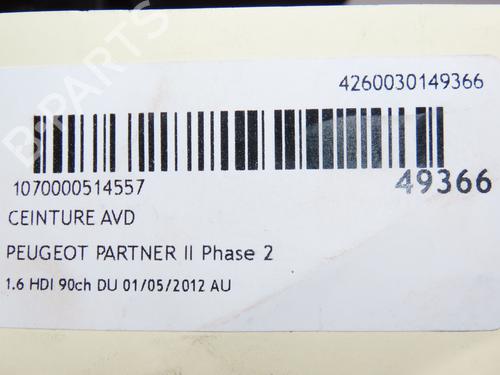 4260030149366
1070000514557
49366
CEINTURE AVD
PEUGEOT PARTNER II Phase 2
1.6 HDI 90ch DU 01/05/2012 AU
B-PARTS